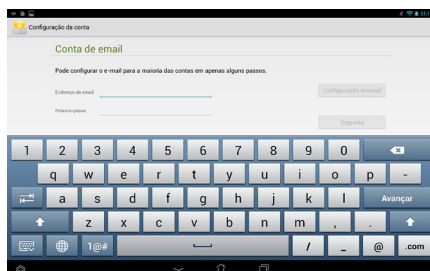 Configuração da conta
Conta de email
Pode configurar o e-mail para a maioria das contas em apenas alguns passos.
Endereço de email
Configuração manual
Palavra-passe
Seguinte
1 2 3 4 5 6 7 8 9 0
q w e r t y u i o p -
a s d f g h j k l Avançar
z x c v b n m , .
1@# / _ @ .com